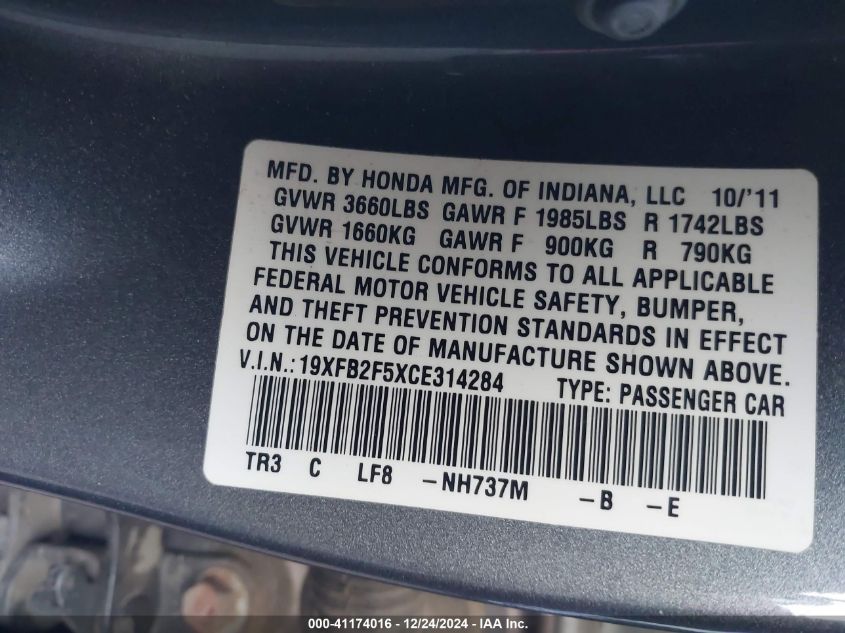 MFD. BY HONDA MFG. OF INDIANA, LLC 10/'11
GVWR 3660LBS GAWR F 1985LBS R 1742LBS
GVWR 1660KG GAWR F 900KG R 790KG
THIS VEHICLE CONFORMS TO ALL APPLICABLE
FEDERAL MOTOR VEHICLE SAFETY, BUMPER,
AND THEFT PREVENTION STANDARDS IN EFFECT
ON THE DATE OF MANUFACTURE SHOWN ABOVE.
V.I.N.: 19XFB2F5XCE314284 TYPE: PASSENGER CAR
TR3 C LF8 -NH737M -B -E
000-41174016 - 12/24/2024 - IAA Inc.